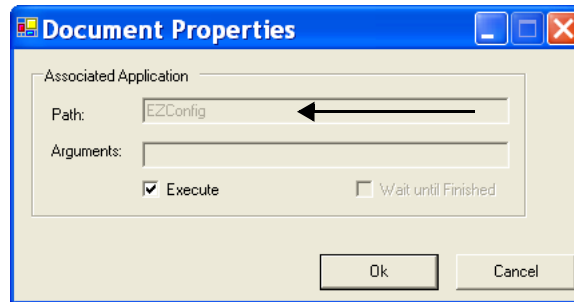 Document Properties
Associated Application
Path: EZConfig
Arguments:
Execute Wait until Finished
Ok Cancel